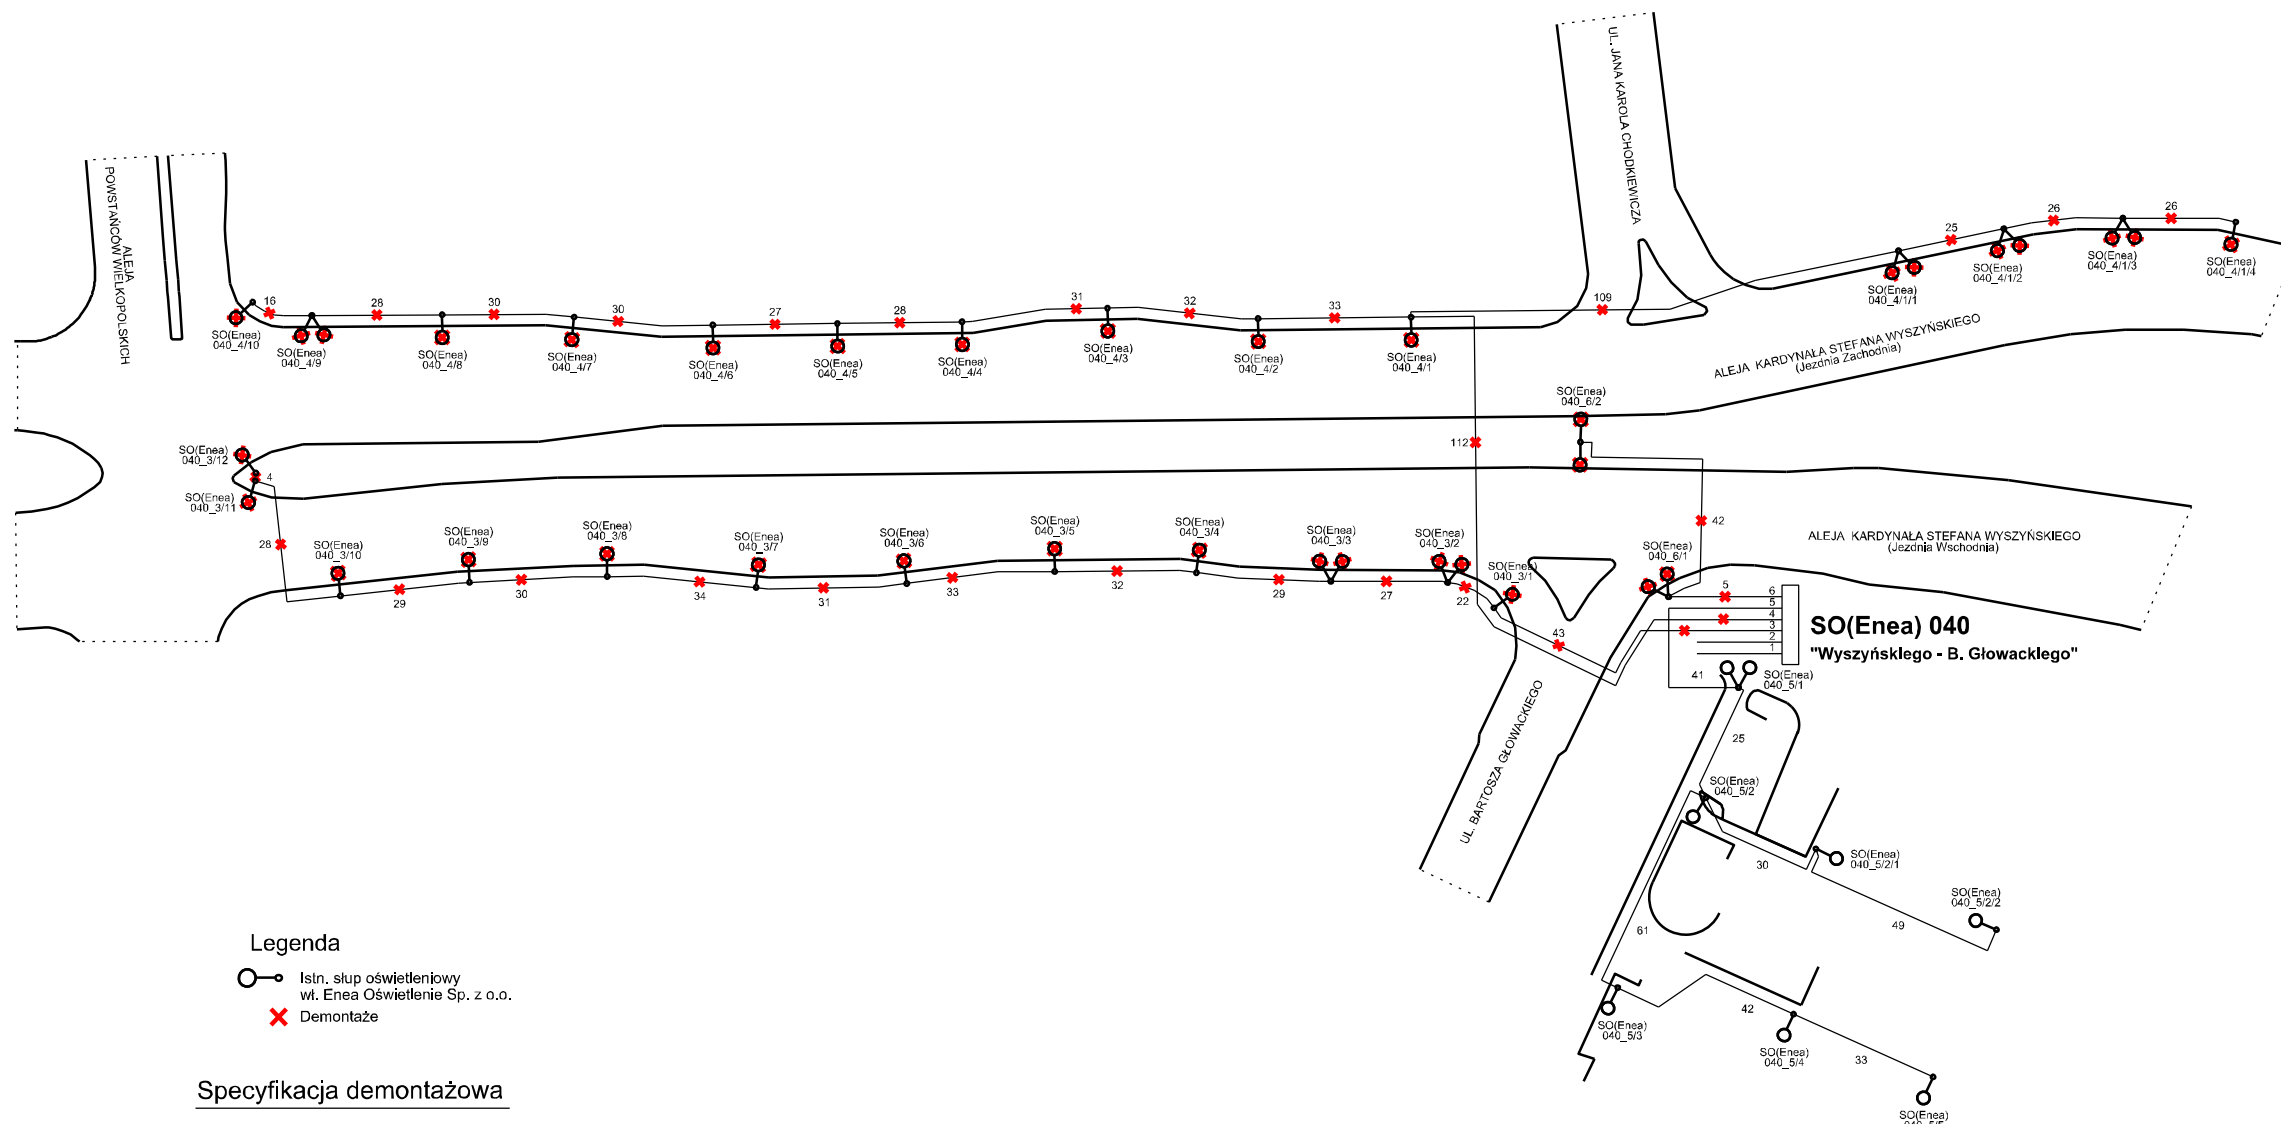 UL. JANA KAROLA CHODKIEWICZA
ALEJA
POWSTAŃCÓW WIELKOPOLSKICH
16
28
30
30
27
28
31
32
33
109
25
26
26
SO(Enea)
040_4/10
SO(Enea)
040_4/9
SO(Enea)
040_4/8
SO(Enea)
040_4/7
SO(Enea)
040_4/6
SO(Enea)
040_4/5
SO(Enea)
040_4/4
SO(Enea)
040_4/3
SO(Enea)
040_4/2
SO(Enea)
040_4/1
SO(Enea)
040_4/1/1
SO(Enea)
040_4/1/2
SO(Enea)
040_4/1/3
SO(Enea)
040_4/1/4
ALEJA KARDYNAŁA STEFANA WYSZYŃSKIEGO
(Jezdnia Zachodnia)
SO(Enea)
040_6/2
112
42
SO(Enea)
040_3/12
4
SO(Enea)
040_3/11
28
SO(Enea)
040_3/10
SO(Enea)
040_3/9
SO(Enea)
040_3/8
SO(Enea)
040_3/7
SO(Enea)
040_3/6
SO(Enea)
040_3/5
SO(Enea)
040_3/4
SO(Enea)
040_3/3
SO(Enea)
040_3/2
SO(Enea)
040_3/1
SO(Enea)
040_6/1
29
30
34
31
33
32
29
27
22
43
5
ALEJA KARDYNAŁA STEFANA WYSZYŃSKIEGO
(Jezdnia Wschodnia)
6
5
4
3
2
1
SO(Enea) 040
"Wyszyńskiego - B. Głowackiego"
41
SO(Enea)
040_5/1
UL. BARTOSZA GŁOWACKIEGO
25
SO(Enea)
040_5/2
30
SO(Enea)
040_5/2/1
SO(Enea)
040_5/2/2
49
61
SO(Enea)
040_5/3
42
SO(Enea)
040_5/4
33
SO(Enea)
040_5/5
Legenda
Istn. słup oświetleniowy
wł. Enea Oświetlenie Sp. z o.o.
Demontaże
Specyfikacja demontażowa